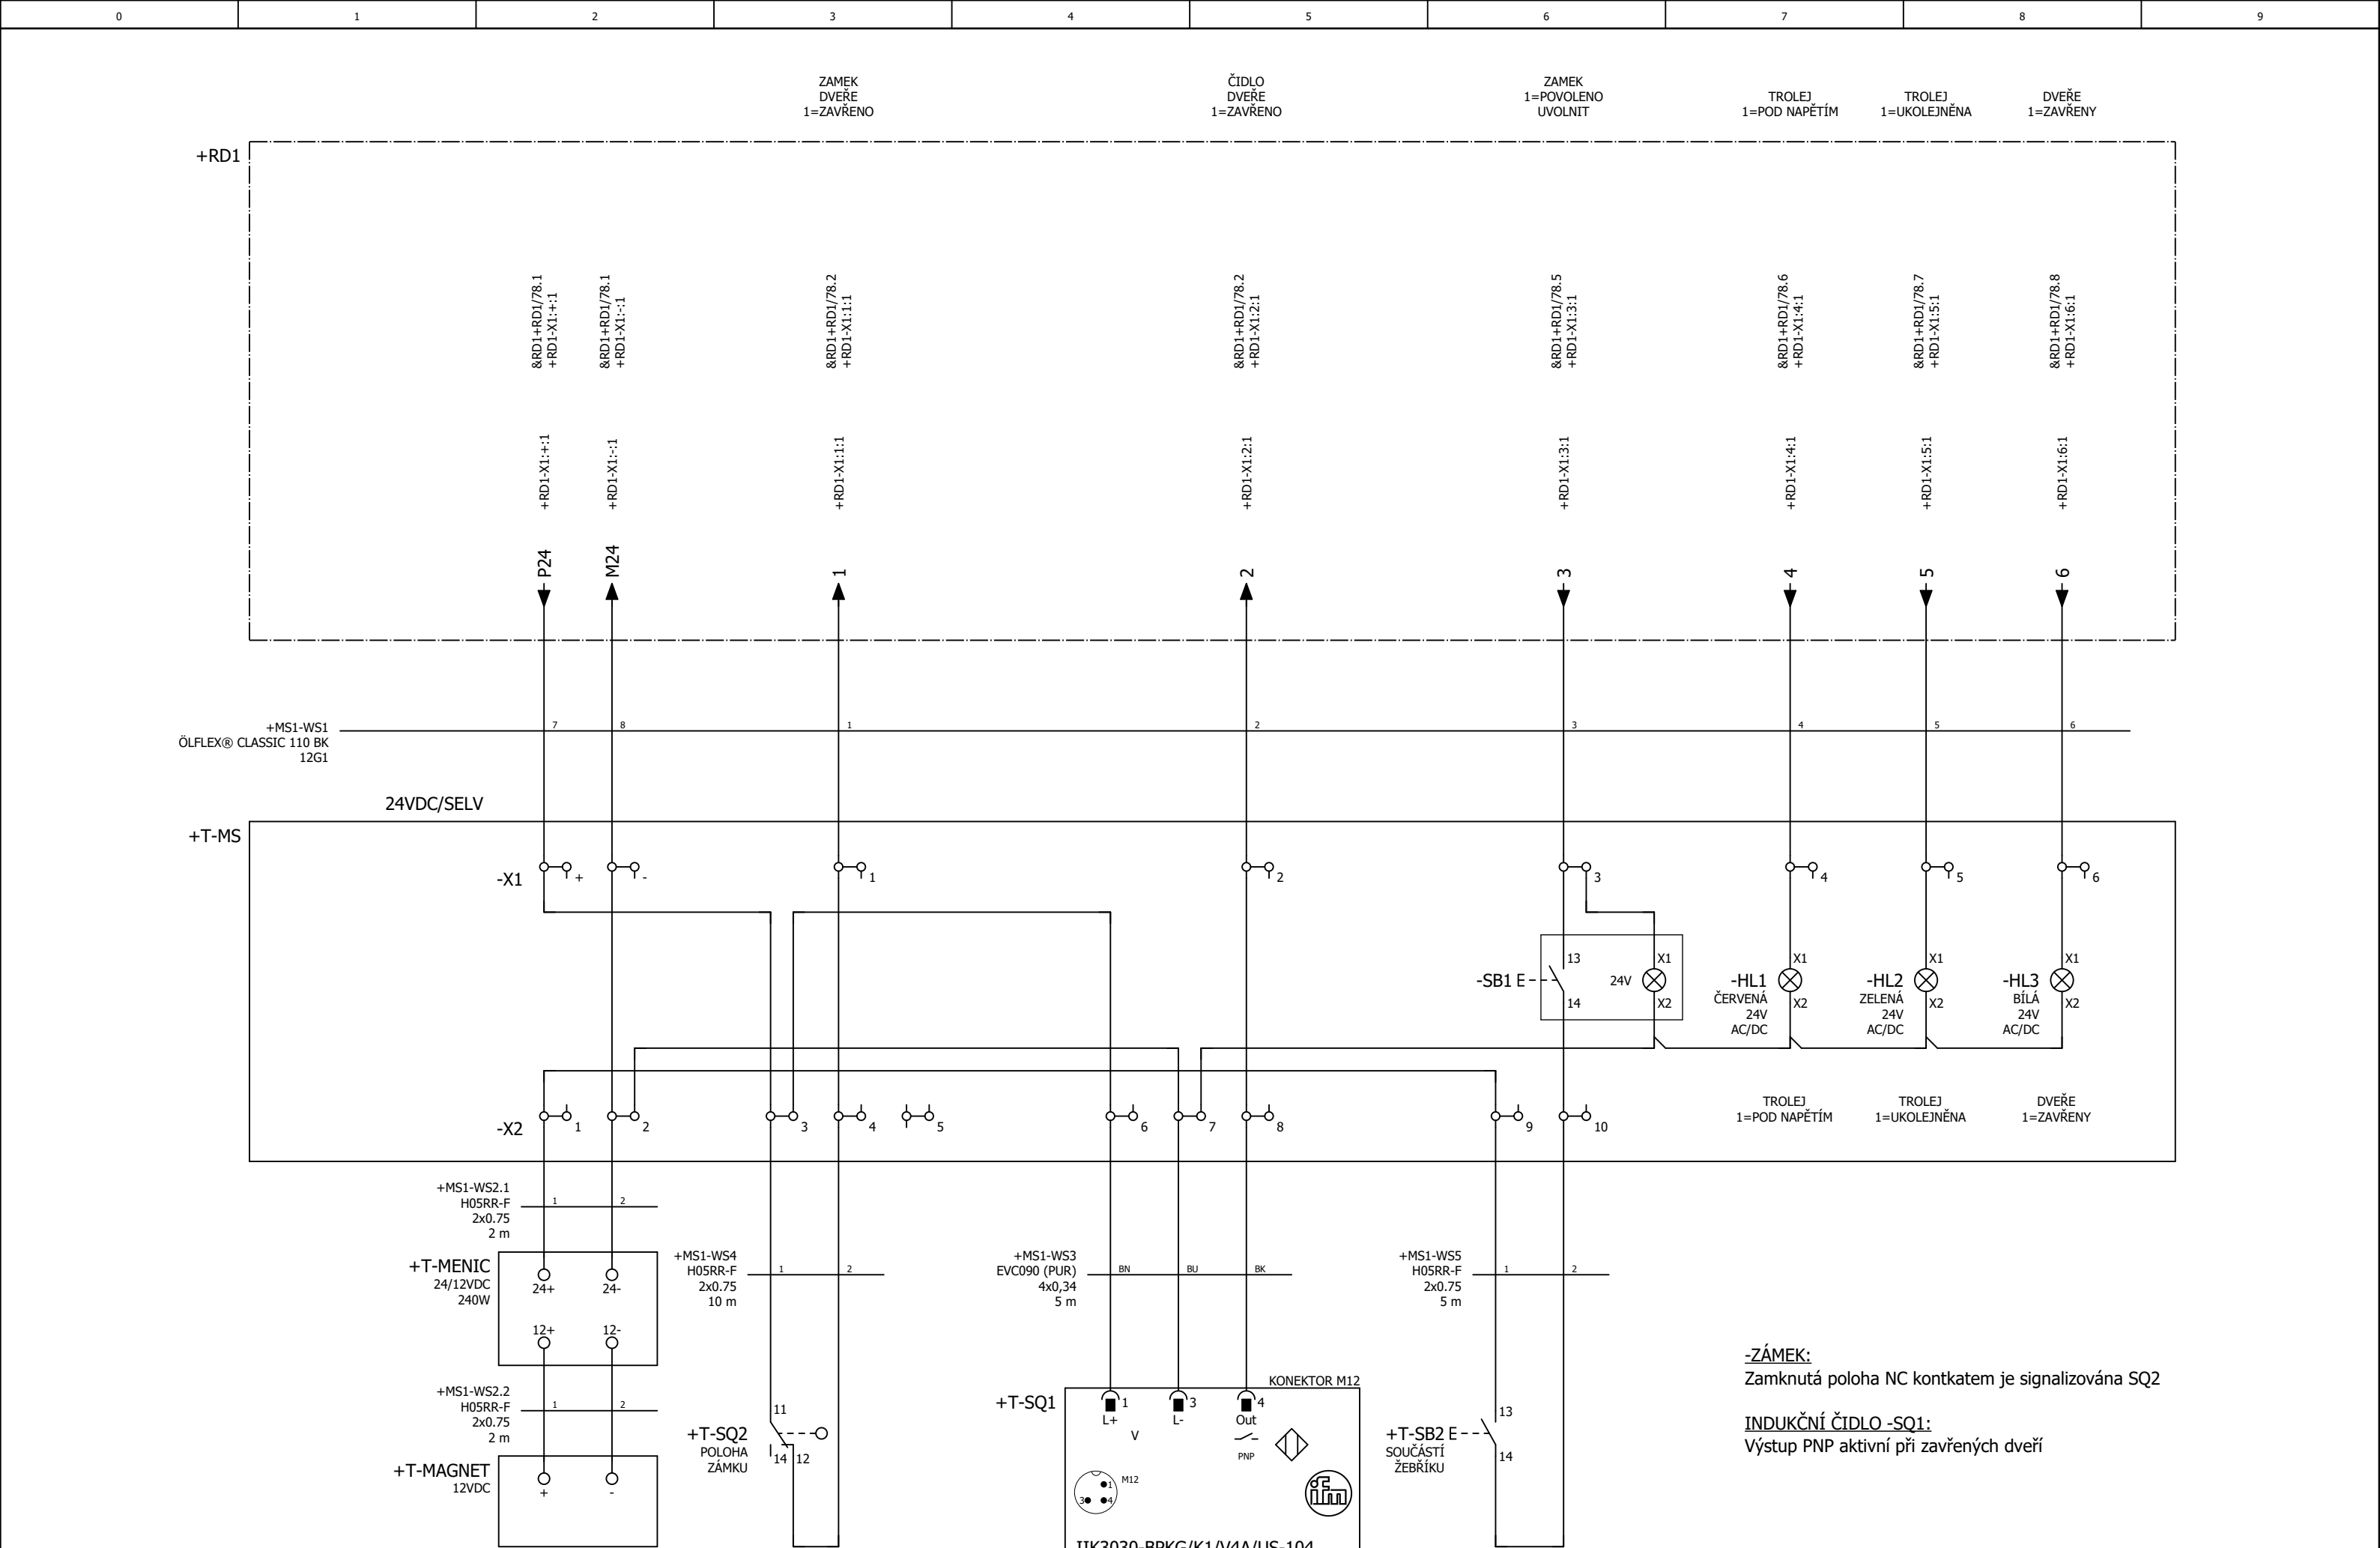 0 1 2 3 4 5 6 7 8 9
ZAMEK
DVEŘE
1=ZAVŘENO
ČIDLO
DVEŘE
1=ZAVŘENO
ZAMEK
1=POVOLENO
UVOLNIT
TROLEJ
1=POD NAPĚTÍM
TROLEJ
1=UKOLEJNĚNA
DVEŘE
1=ZAVŘENY
+RD1
&RD1+RD1/78.1
+RD1-X1:+:1
&RD1+RD1/78.1
+RD1-X1:-:1
&RD1+RD1/78.2
+RD1-X1:1:1
&RD1+RD1/78.2
+RD1-X1:2:1
&RD1+RD1/78.5
+RD1-X1:3:1
&RD1+RD1/78.6
+RD1-X1:4:1
&RD1+RD1/78.7
+RD1-X1:5:1
&RD1+RD1/78.8
+RD1-X1:6:1
+RD1-X1:+:1
+RD1-X1:-:1
+RD1-X1:1:1
+RD1-X1:2:1
+RD1-X1:3:1
+RD1-X1:4:1
+RD1-X1:5:1
+RD1-X1:6:1
P24
M24
1
2
3
4
5
6
+MS1-WS1
ÖLFLEX® CLASSIC 110 BK
12G1
7 8 1 2 3 4 5 6
24VDC/SELV
+T-MS
-X1
+ - 1 2 3 4 5 6
-SB1 E
13
14
24V
X1
X2
-HL1
ČERVENÁ
24V
AC/DC
X1
X2
-HL2
ZELENÁ
24V
AC/DC
X1
X2
-HL3
BÍLÁ
24V
AC/DC
X1
X2
TROLEJ
1=POD NAPĚTÍM
TROLEJ
1=UKOLEJNĚNA
DVEŘE
1=ZAVŘENY
-X2
1 2 3 4 5 6 7 8 9 10
+MS1-WS2.1
H05RR-F
2x0.75
2 m
1 2
+T-MENIC
24/12VDC
240W
24+ 24-
12+ 12-
+MS1-WS2.2
H05RR-F
2x0.75
2 m
1 2
+T-MAGNET
12VDC
+ -
+MS1-WS4
H05RR-F
2x0.75
10 m
1 2
+T-SQ2
POLOHA
ZÁMKU
11
14 12
+MS1-WS3
EVC090 (PUR)
4x0,34
5 m
BN BU BK
KONEKTOR M12
+T-SQ1
1 3 4
L+ L- Out
V
PNP
M12
1
3 4
ifm
IIK3030-BPKG/K1/V4A/US-104
+MS1-WS5
H05RR-F
2x0.75
5 m
1 2
+T-SB2 E
SOUČÁSTÍ
ŽEBŘÍKU
13
14
-ZÁMEK:
Zamknutá poloha NC kontkatem je signalizována SQ2
INDUKČNÍ ČIDLO -SQ1:
Výstup PNP aktivní při zavřených dveří